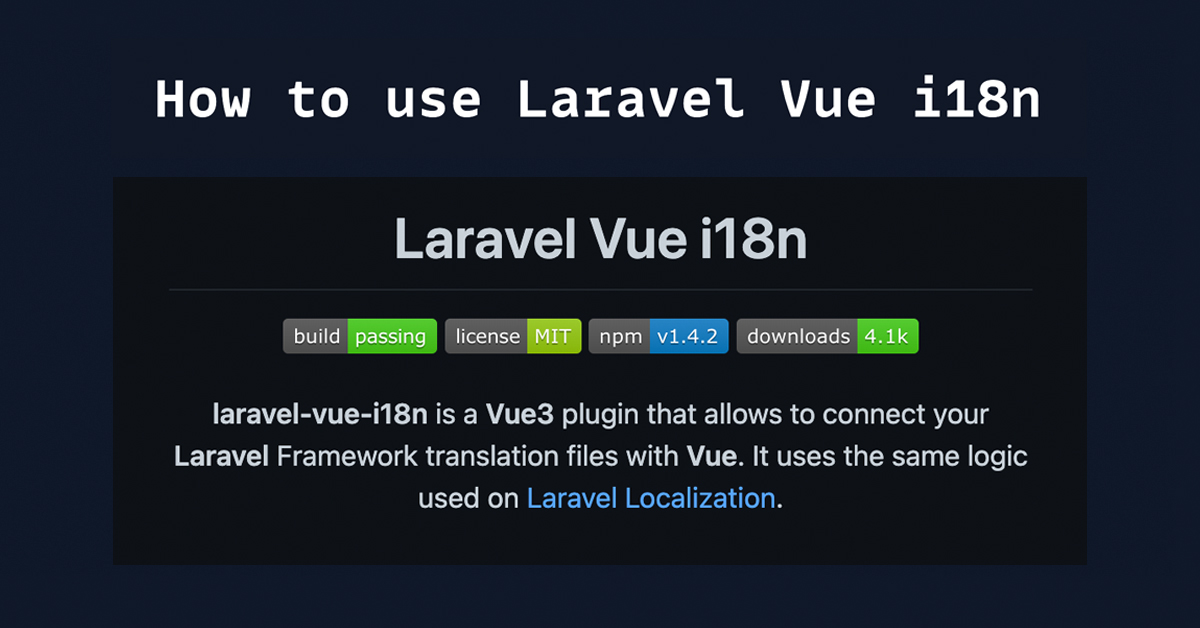 How to use Laravel Vue i18n
Laravel Vue i18n
build passing license MIT npm v1.4.2 downloads 4.1k
laravel-vue-i18n is a Vue3 plugin that allows to connect your
Laravel Framework translation files with Vue. It uses the same logic
used on Laravel Localization.